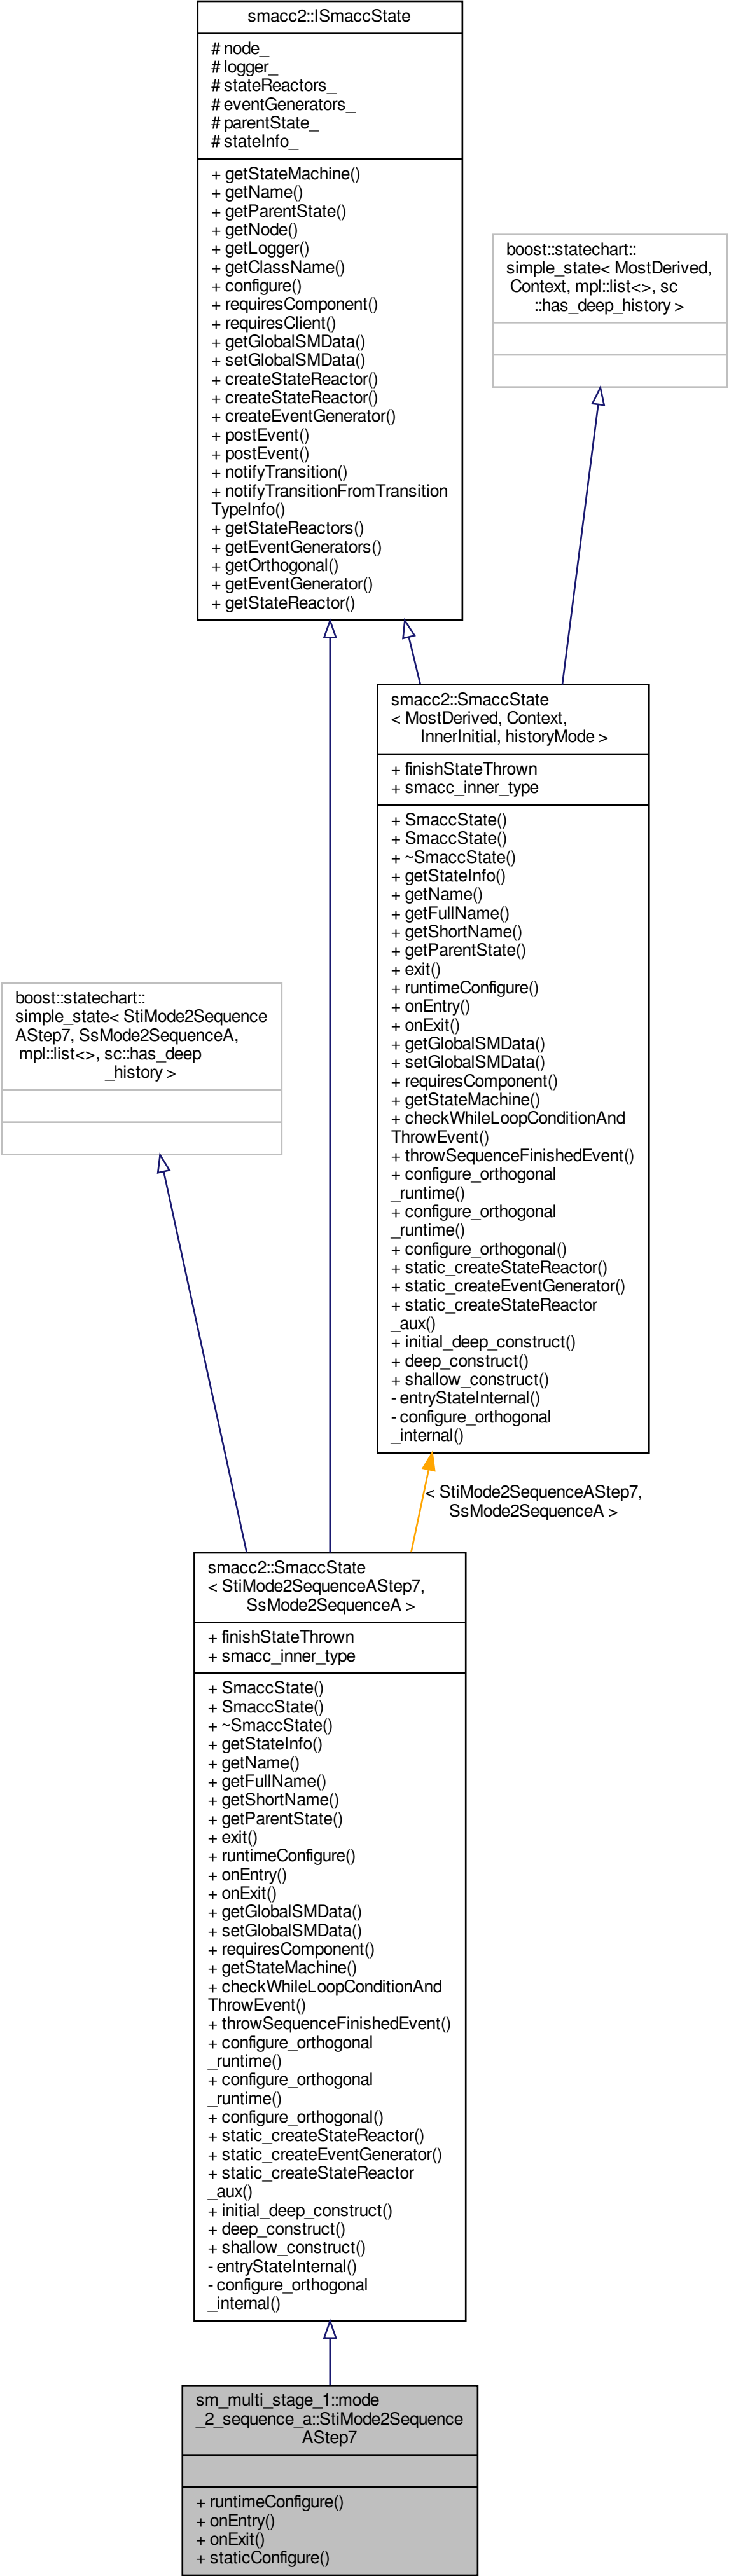 smacc2::ISmaccState
# node_
# logger_
# stateReactors_
# eventGenerators_
# parentState_
# stateInfo_
+ getStateMachine()
+ getName()
+ getParentState()
+ getNode()
+ getLogger()
+ getClassName()
+ configure()
+ requiresComponent()
+ requiresClient()
+ getGlobalSMData()
+ setGlobalSMData()
+ createStateReactor()
+ createStateReactor()
+ createEventGenerator()
+ postEvent()
+ postEvent()
+ notifyTransition()
+ notifyTransitionFromTransition
TypeInfo()
+ getStateReactors()
+ getEventGenerators()
+ getOrthogonal()
+ getEventGenerator()
+ getStateReactor()
boost::statechart::
simple_state< MostDerived,
Context, mpl::list<>, sc
::has_deep_history >
smacc2::SmaccState
< MostDerived, Context,
InnerInitial, historyMode >
+ finishStateThrown
+ smacc_inner_type
+ SmaccState()
+ SmaccState()
+ ~SmaccState()
+ getStateInfo()
+ getName()
+ getFullName()
+ getShortName()
+ getParentState()
+ exit()
+ runtimeConfigure()
+ onEntry()
+ onExit()
+ getGlobalSMData()
+ setGlobalSMData()
+ requiresComponent()
+ getStateMachine()
+ checkWhileLoopConditionAnd
ThrowEvent()
+ throwSequenceFinishedEvent()
+ configure_orthogonal
_runtime()
+ configure_orthogonal
_runtime()
+ configure_orthogonal()
+ static_createStateReactor()
+ static_createEventGenerator()
+ static_createStateReactor
_aux()
+ initial_deep_construct()
+ deep_construct()
+ shallow_construct()
- entryStateInternal()
- configure_orthogonal
_internal()
boost::statechart::
simple_state< StiMode2Sequence
AStep7, SsMode2SequenceA,
mpl::list<>, sc::has_deep
_history >
< StiMode2SequenceAStep7,
SsMode2SequenceA >
smacc2::SmaccState
< StiMode2SequenceAStep7,
SsMode2SequenceA >
+ finishStateThrown
+ smacc_inner_type
+ SmaccState()
+ SmaccState()
+ ~SmaccState()
+ getStateInfo()
+ getName()
+ getFullName()
+ getShortName()
+ getParentState()
+ exit()
+ runtimeConfigure()
+ onEntry()
+ onExit()
+ getGlobalSMData()
+ setGlobalSMData()
+ requiresComponent()
+ getStateMachine()
+ checkWhileLoopConditionAnd
ThrowEvent()
+ throwSequenceFinishedEvent()
+ configure_orthogonal
_runtime()
+ configure_orthogonal
_runtime()
+ configure_orthogonal()
+ static_createStateReactor()
+ static_createEventGenerator()
+ static_createStateReactor
_aux()
+ initial_deep_construct()
+ deep_construct()
+ shallow_construct()
- entryStateInternal()
- configure_orthogonal
_internal()
sm_multi_stage_1::mode
_2_sequence_a::StiMode2Sequence
AStep7
+ runtimeConfigure()
+ onEntry()
+ onExit()
+ staticConfigure()